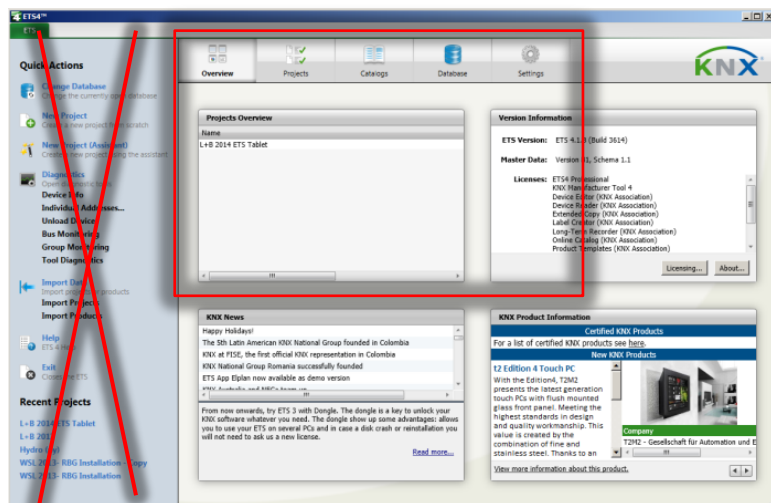 ETS4™
ETS
Quick Actions
Change Database
Change the currently open database
New Project
Create a new project from scratch
New Project (Assistant)
Creates new project using the assistant
Diagnostics
Open diagnostic tools
Device Info
Individual Addresses...
Unload Device
Bus Monitoring
Group Monitoring
Tool Diagnostics
Import Data
Import projects or products
Import Projects
Import Products
Help
ETS 4 Help
Exit
Closes the ETS
Recent Projects
L+B 2014 ETS Tablet
L+B 2013
Hydro
WSL 2013- RBG Installation - Copy
WSL 2013- RBG Installation
Overview
Projects
Catalogs
Database
Settings
KNX
Projects Overview
Name
L+B 2014 ETS Tablet
Version Information
ETS Version: ETS 4.1.8 (Build 3614)
Master Data: Version 01, Schema 1.1
Licenses: ETS4 Professional
KNX Manufacturer Tool 4
Device Editor (KNX Association)
Device Reader (KNX Association)
Extended Copy (KNX Association)
Label Creator (KNX Association)
Long-Term Recorder (KNX Association)
Online Catalog (KNX Association)
Product Templates (KNX Association)
Licensing...
About...
KNX News
Happy Holidays!
The 5th Latin American KNX National Group founded in Colombia
KNX at FISE, the first official KNX representation in Colombia
KNX National Group Romania successfully founded
ETS App Elplan now available as demo version
KNX Australia and NECA team up
From now onwards, try ETS 3 with Dongle. The dongle is a key to unlock your
KNX software whatever you need. The dongle show up some advantages: allows
you to use your ETS on several PCs and in case a disk crash or reinstallation you
will not need to ask us a new license.
Read more...
KNX Product Information
Certified KNX Products
For a list of certified KNX products see here.
New KNX Products
t2 Edition 4 Touch PC
With the Edition4, T2M2
presents the latest generation
touch PCs with flush mounted
glass front panel. Meeting the
highest standards in design
and quality workmanship. This
value is created by the
combination of fine and
stainless steel. Thanks to an
Company
T2M2 - Gesellschaft für Automation und E
View more information about this product.